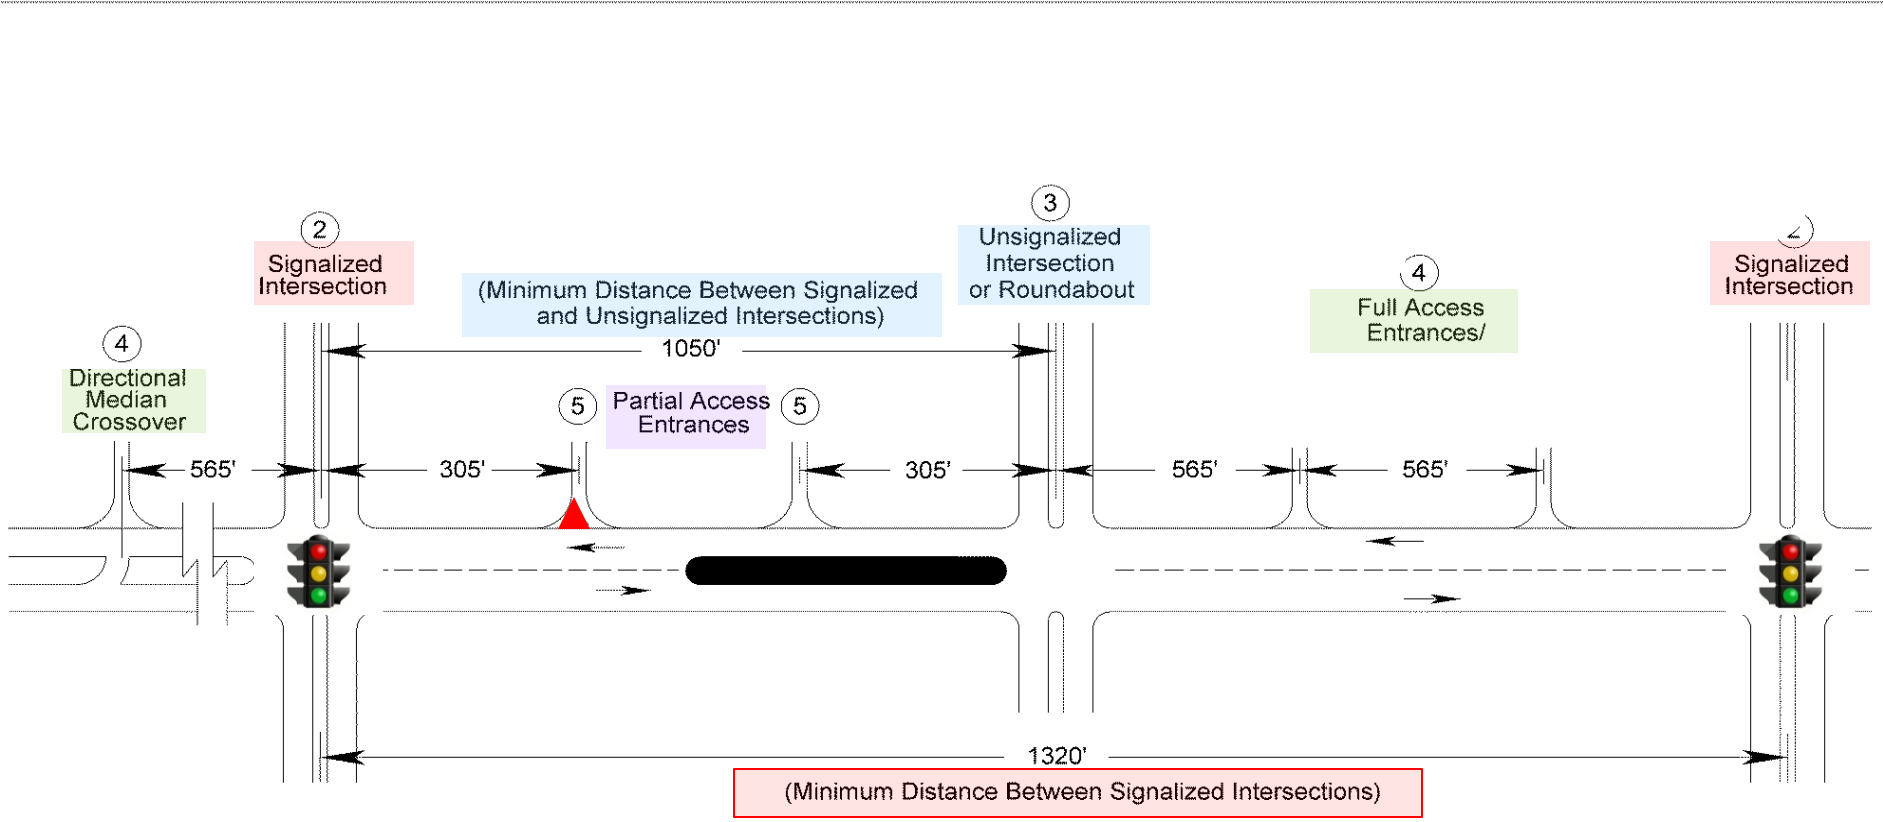 3
2
Signalized
Intersection
Unsignalized
Intersection
or Roundabout
2
Signalized
Intersection
4
Full Access
Entrances/
(Minimum Distance Between Signalized
and Unsignalized Intersections)
1050'
4
Directional
Median
Crossover
5
Partial Access
Entrances
5
565'
305'
305'
565'
565'
1320'
(Minimum Distance Between Signalized Intersections)